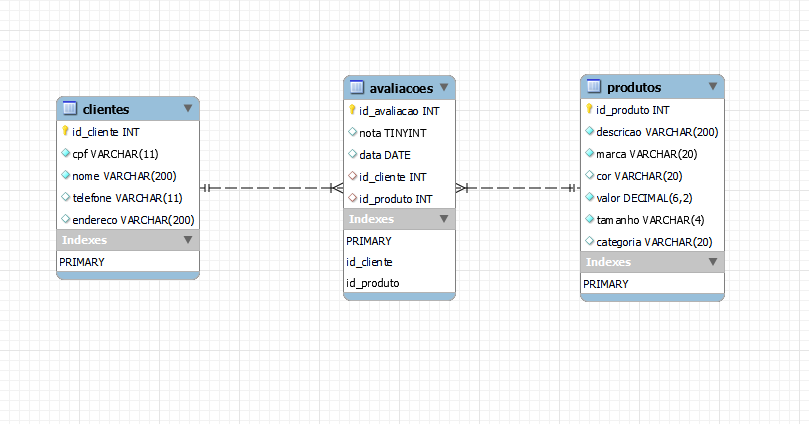 clientes
id_cliente INT
cpf VARCHAR(11)
nome VARCHAR(200)
telefone VARCHAR(11)
endereco VARCHAR(200)
Indexes
PRIMARY
avaliacoes
id_avaliacao INT
nota TINYINT
data DATE
id_cliente INT
id_produto INT
Indexes
PRIMARY
id_cliente
id_produto
produtos
id_produto INT
descricao VARCHAR(200)
marca VARCHAR(20)
cor VARCHAR(20)
valor DECIMAL(6,2)
tamanho VARCHAR(4)
categoria VARCHAR(20)
Indexes
PRIMARY